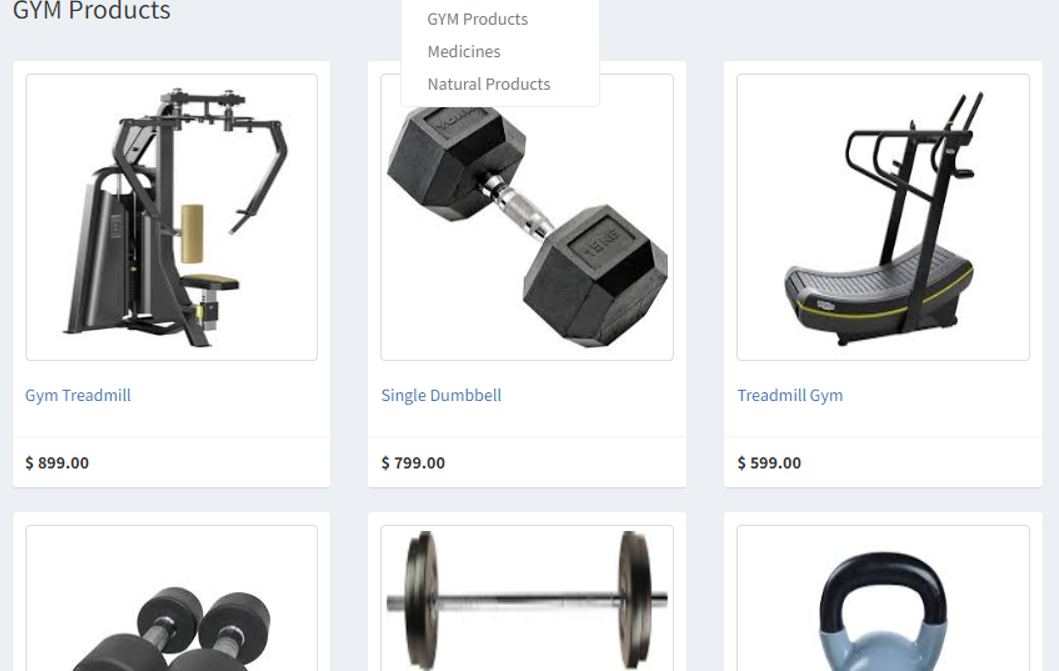 GYM Products
GYM Products
Medicines
Natural Products
15KG
Gym Treadmill
Single Dumbbell
Treadmill Gym
$ 899.00
$ 799.00
$ 599.00